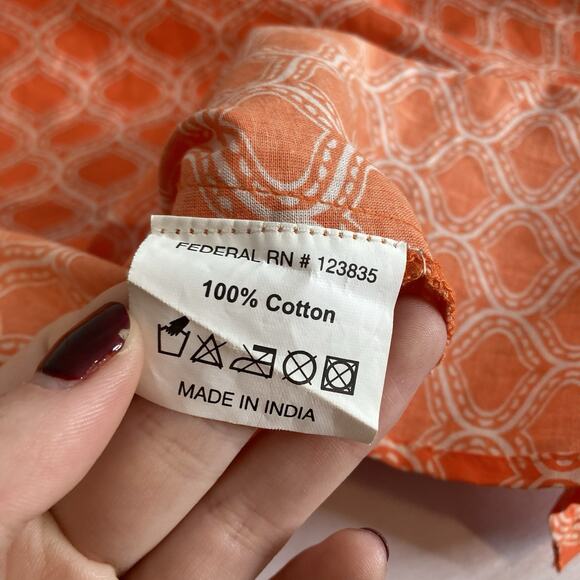 FEDERAL RN # 123835
100% Cotton
MADE IN INDIA